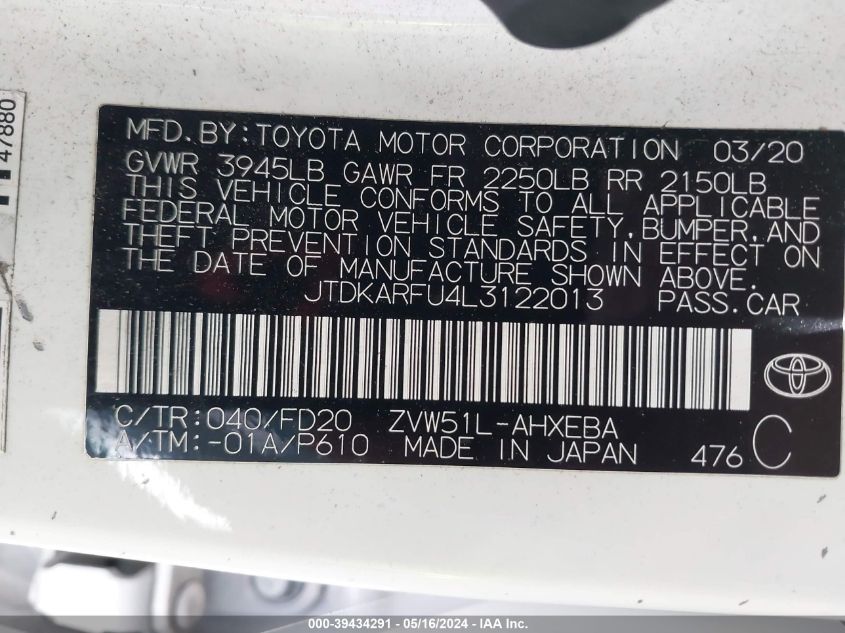 47880
MFD.BY:TOYOTA MOTOR CORPORATION 03/20
GVWR 3945LB GAWR FR 2250LB RR 2150LB
THIS VEHICLE CONFORMS TO ALL APPLICABLE
FEDERAL MOTOR VEHICLE SAFETY,BUMPER,AND
THEFT PREVENTION STANDARDS IN EFFECT ON
THE DATE OF MANUFACTURE SHOWN ABOVE.
JTDKARFU4L3122013 PASS.CAR
C/TR:040/FD20 ZVW51L-AHXEBA
A/TM:-01A/P610 MADE IN JAPAN 476 C
000-39434291 - 05/16/2024 - IAA Inc.